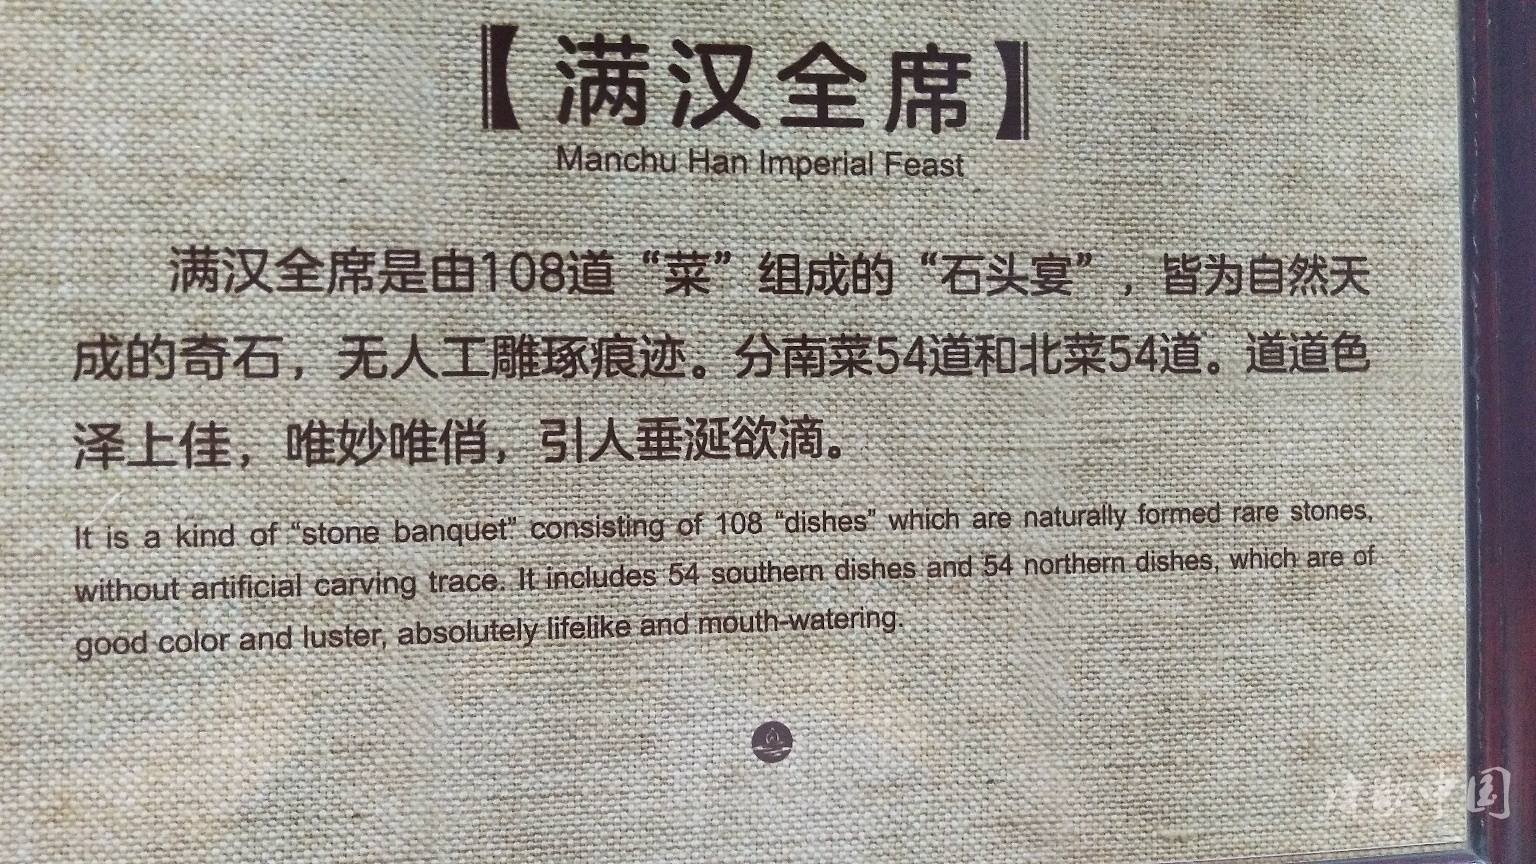 【满汉全席】
Manchu Han Imperial Feast
满汉全席是由108道“菜”组成的“石头宴”，皆为自然天
成的奇石，无人工雕琢痕迹。分南菜54道和北菜54道。道道色
泽上佳，唯妙唯俏，引人垂涎欲滴。
It is a kind of “stone banquet” consisting of 108 “dishes” which are naturally formed rare stones,
without artificial carving trace. It includes 54 southern dishes and 54 northern dishes, which are of
good color and luster, absolutely lifelike and mouth-watering.
中国